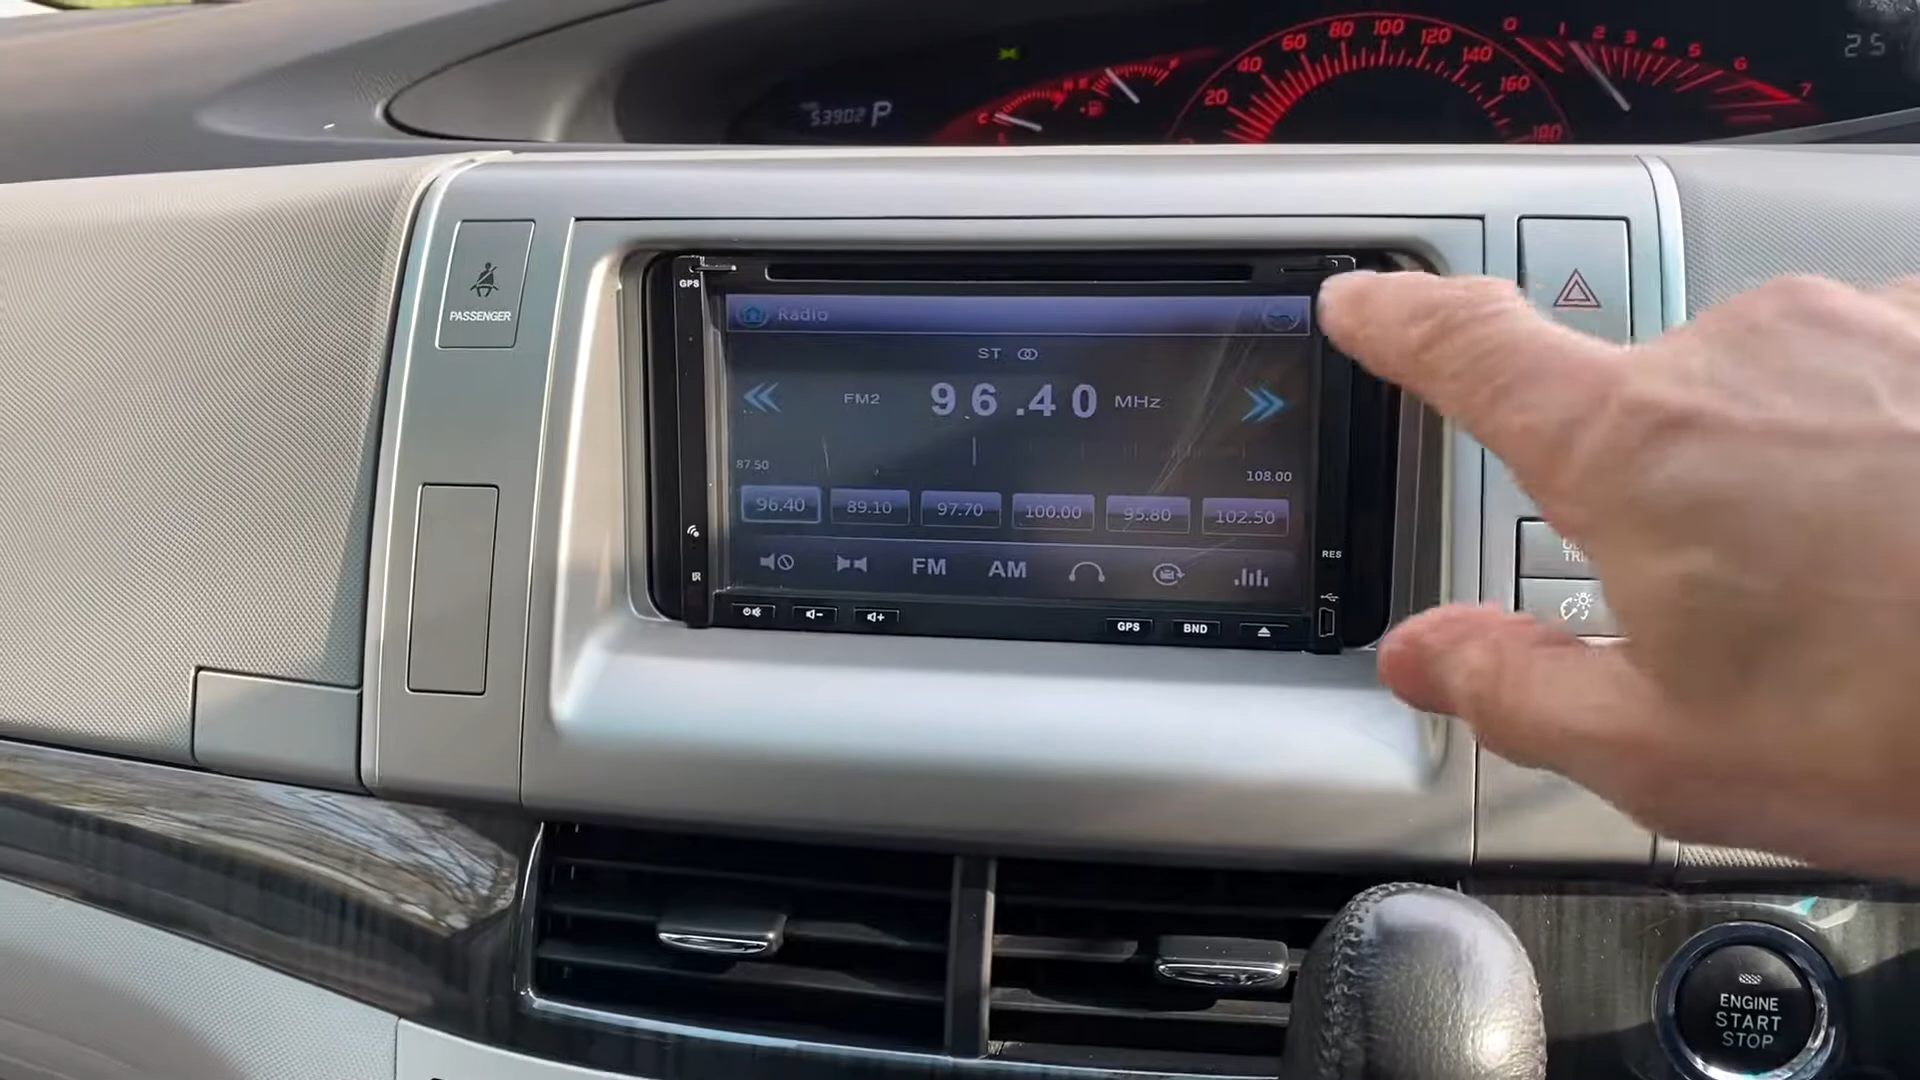 0 1 2 3 4 5 6 7
20 40 60 80 100 120 140 160 180
25
53902 P
C
PASSENGER
GPS
Radio
ST
FM2 96.40 MHz
87.50 108.00
96.40 89.10 97.70 100.00 95.80 102.50
FM AM
IR
RES
GPS BND
ENGINE
START
STOP